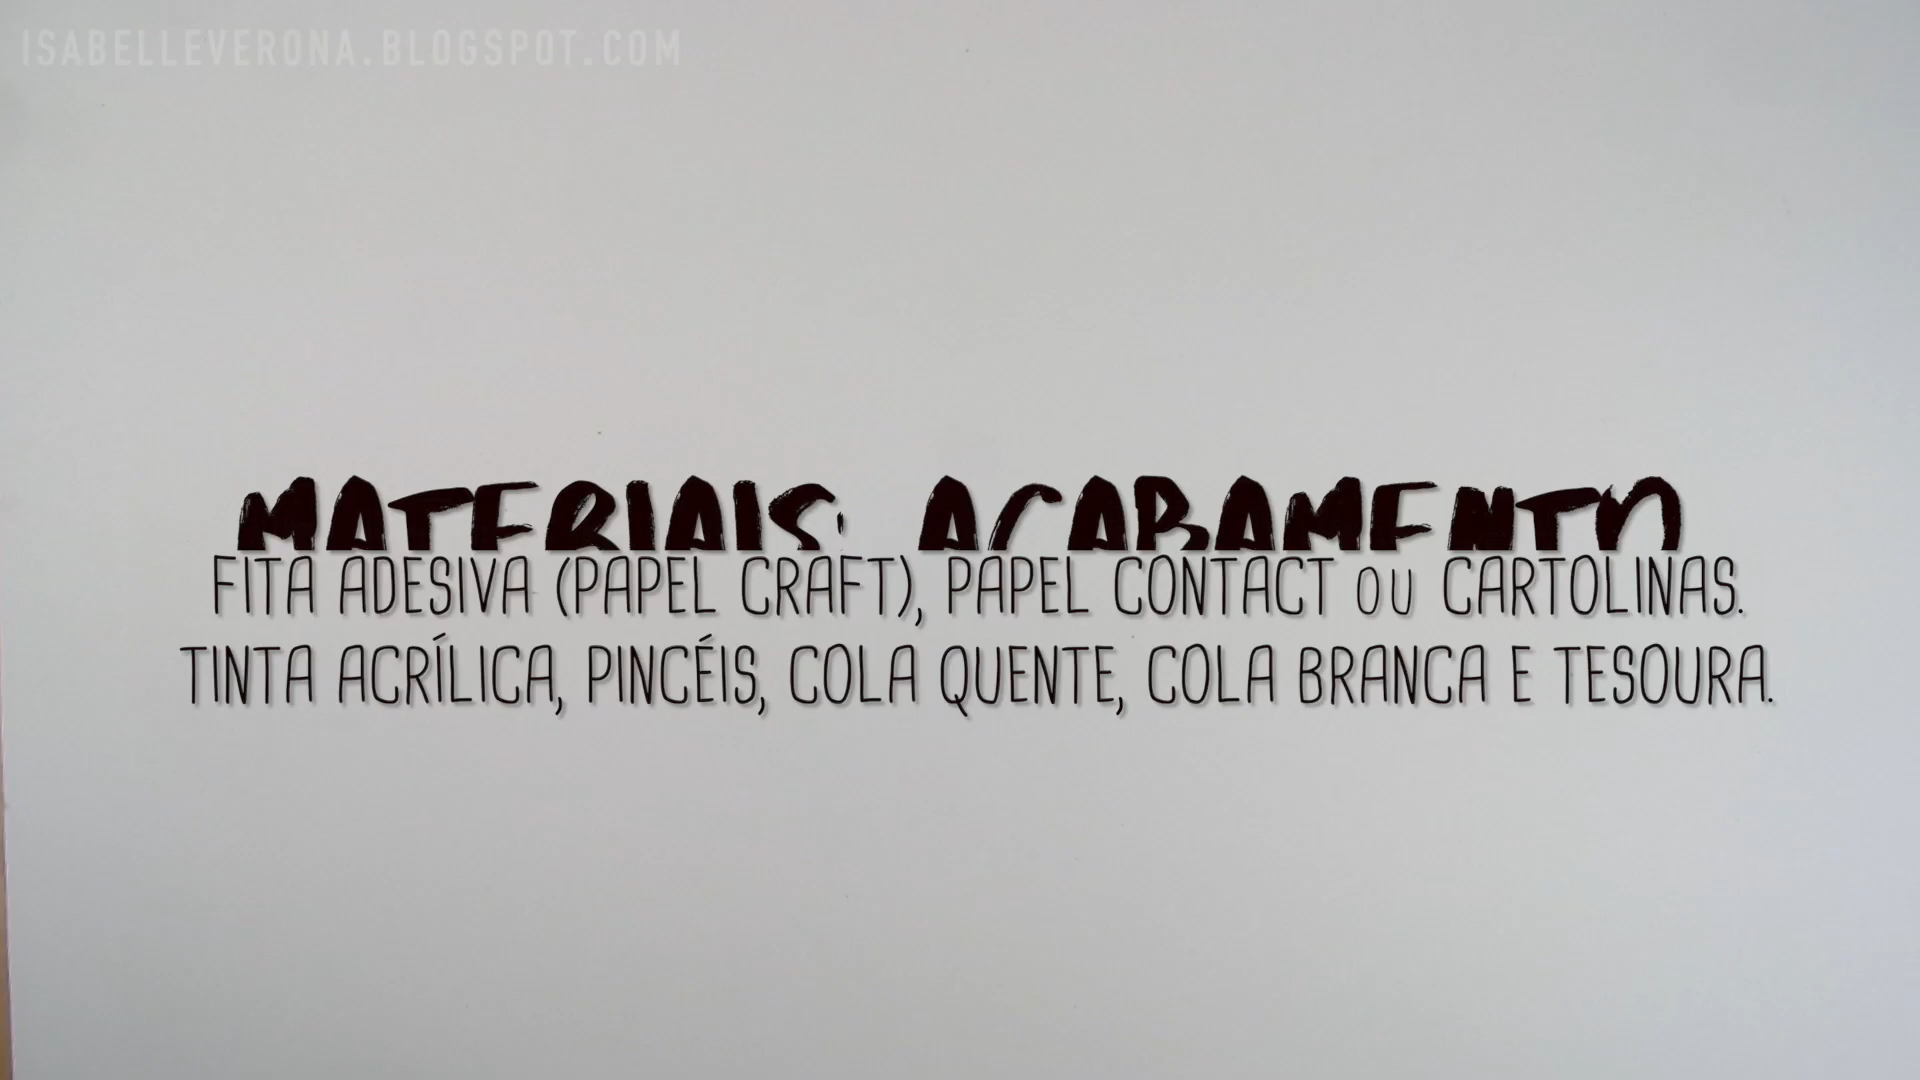 ISABELLEVERONA.BLOGSPOT.COM
MATERIAIS: ACABAMENTO
FITA ADESIVA (PAPEL CRAFT), PAPEL CONTACT OU CARTOLINAS.
TINTA ACRÍLICA, PINCÉIS, COLA QUENTE, COLA BRANCA E TESOURA.